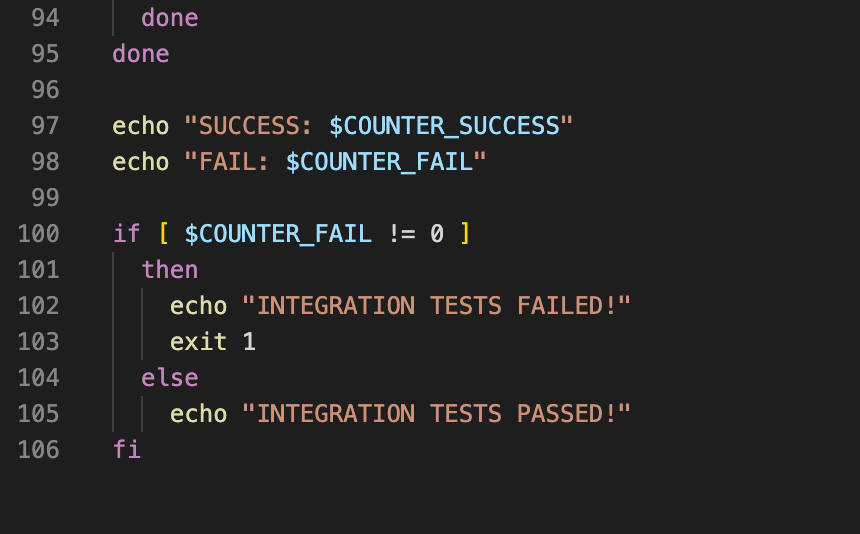 94 done
95 done
96
97 echo "SUCCESS: $COUNTER_SUCCESS"
98 echo "FAIL: $COUNTER_FAIL"
99
100 if [ $COUNTER_FAIL != 0 ]
101 then
102 echo "INTEGRATION TESTS FAILED!"
103 exit 1
104 else
105 echo "INTEGRATION TESTS PASSED!"
106 fi